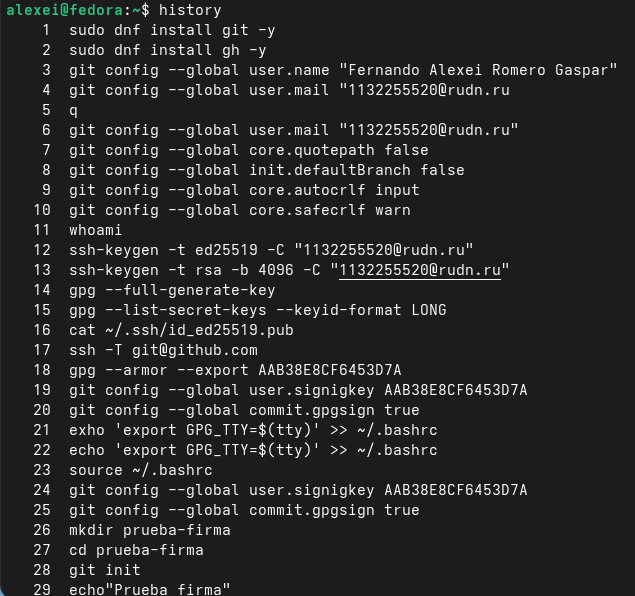 alexei@fedora:~$ history
1 sudo dnf install git -y
2 sudo dnf install gh -y
3 git config --global user.name "Fernando Alexei Romero Gaspar"
4 git config --global user.mail "1132255520@rudn.ru
5 q
6 git config --global user.mail "1132255520@rudn.ru"
7 git config --global core.quotepath false
8 git config --global init.defaultBranch false
9 git config --global core.autocrlf input
10 git config --global core.safecrlf warn
11 whoami
12 ssh-keygen -t ed25519 -C "1132255520@rudn.ru"
13 ssh-keygen -t rsa -b 4096 -C "1132255520@rudn.ru"
14 gpg --full-generate-key
15 gpg --list-secret-keys --keyid-format LONG
16 cat ~/.ssh/id_ed25519.pub
17 ssh -T git@github.com
18 gpg --armor --export AAB38E8CF6453D7A
19 git config --global user.signigkey AAB38E8CF6453D7A
20 git config --global commit.gpgsign true
21 exho 'export GPG_TTY=$(tty)' >> ~/.bashrc
22 echo 'export GPG_TTY=$(tty)' >> ~/.bashrc
23 source ~/.bashrc
24 git config --global user.signigkey AAB38E8CF6453D7A
25 git config --global commit.gpgsign true
26 mkdir prueba-firma
27 cd prueba-firma
28 git init
29 echo"Prueba firma"